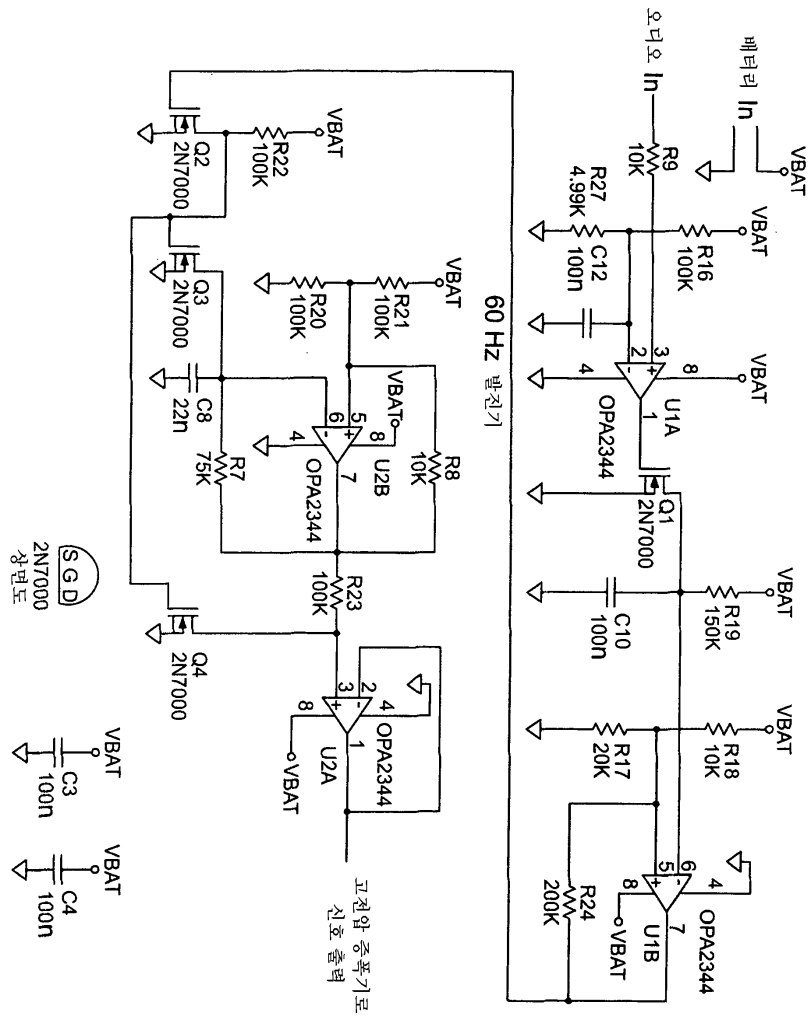 배터리 In
VBAT
오디오 In
R9
10K
VBAT
R16
100K
R27
4.99K
C12
100n
3
2
8
4
1
U1A
OPA2344
VBAT
Q1
2N7000
VBAT
R19
150K
C10
100n
VBAT
R18
10K
R17
20K
6
5
4
8
7
OPA2344
U1B
VBAT
R24
200K
60 Hz 발진기
VBAT
R22
100K
Q2
2N7000
Q3
2N7000
VBAT
R21
100K
R20
100K
C8
22n
VBAT
5
6
8
4
7
U2B
OPA2344
R8
10K
R7
75K
R23
100K
Q4
2N7000
2
3
4
8
1
OPA2344
U2A
VBAT
고전압 증폭기로
신호 출력
S G D
2N7000
상면도
VBAT
C3
100n
VBAT
C4
100n